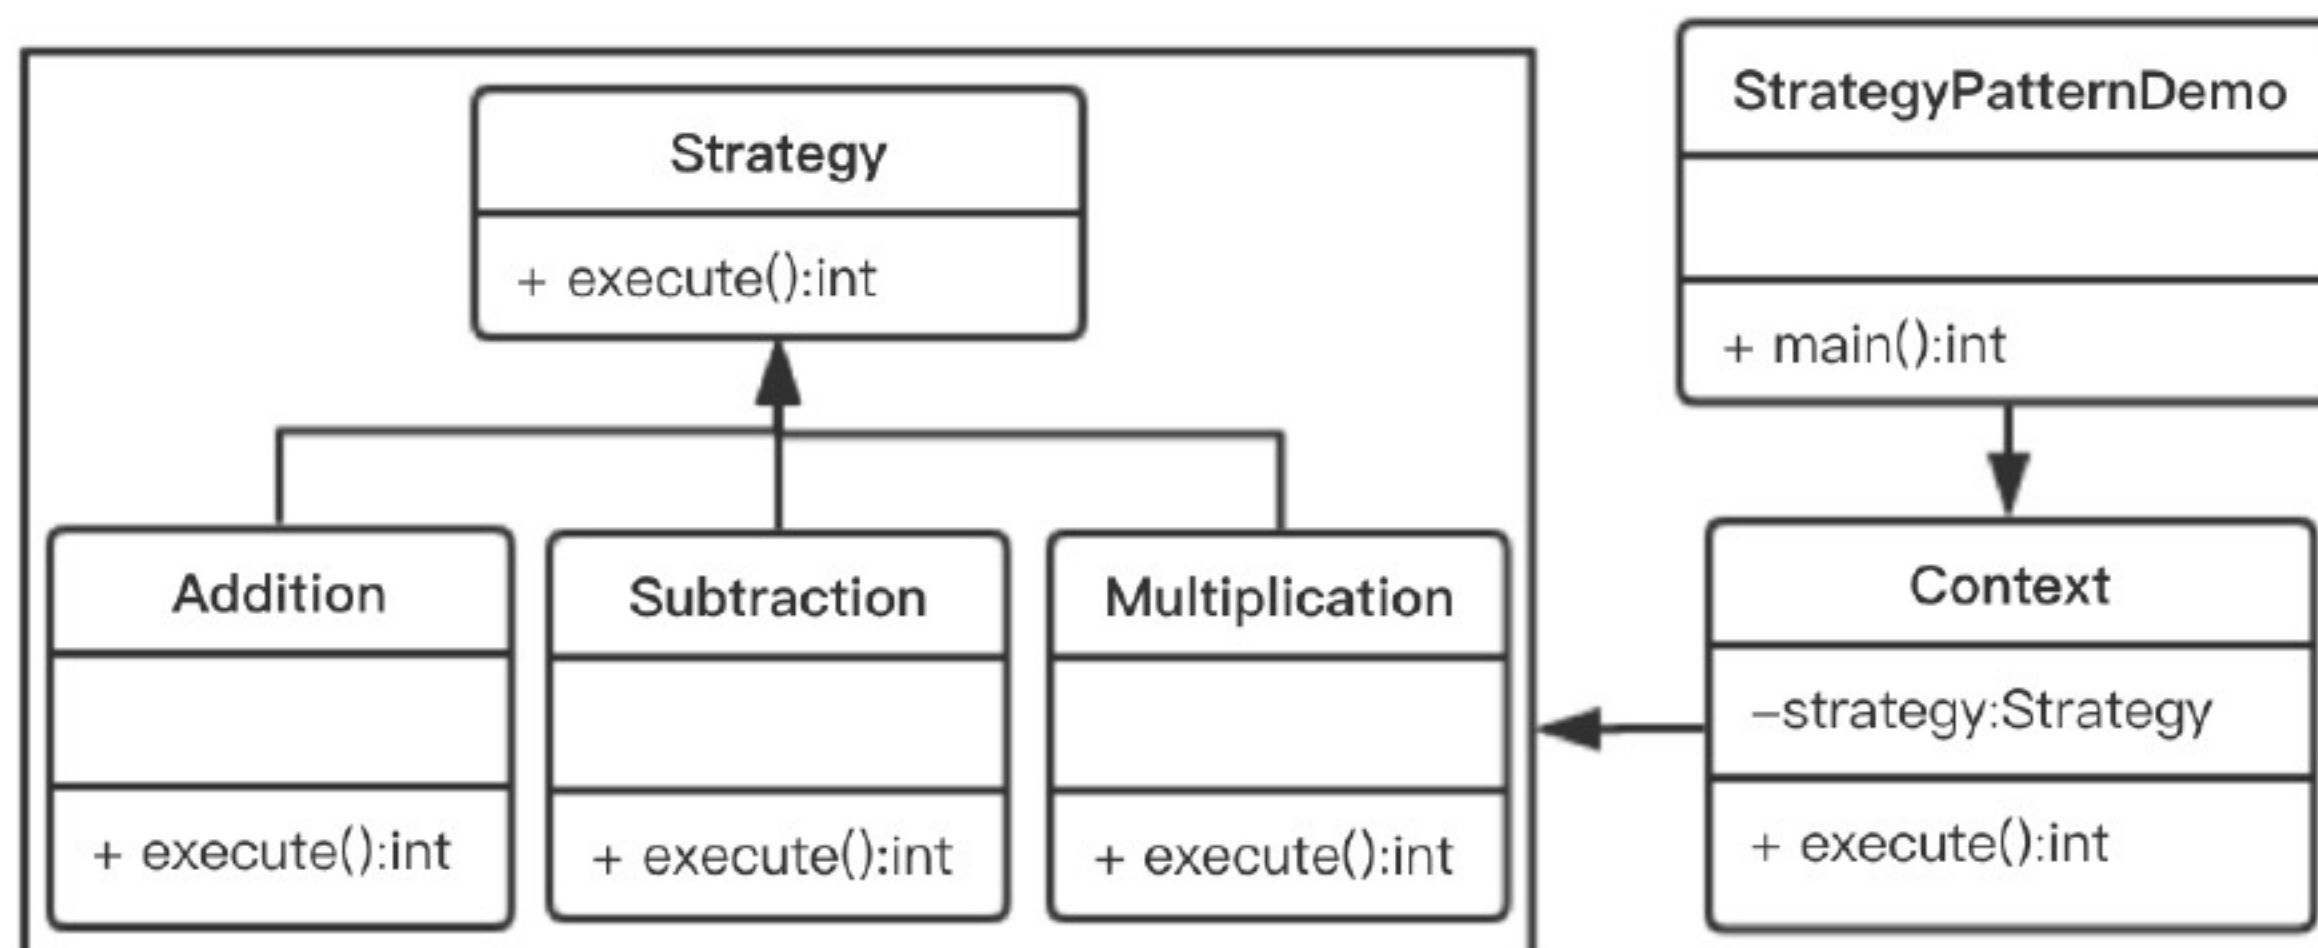 Strategy
+ execute():int
Addition
+ execute():int
Subtraction
+ execute():int
Multiplication
+ execute():int
StrategyPatternDemo
+ main():int
Context
–strategy:Strategy
+ execute():int